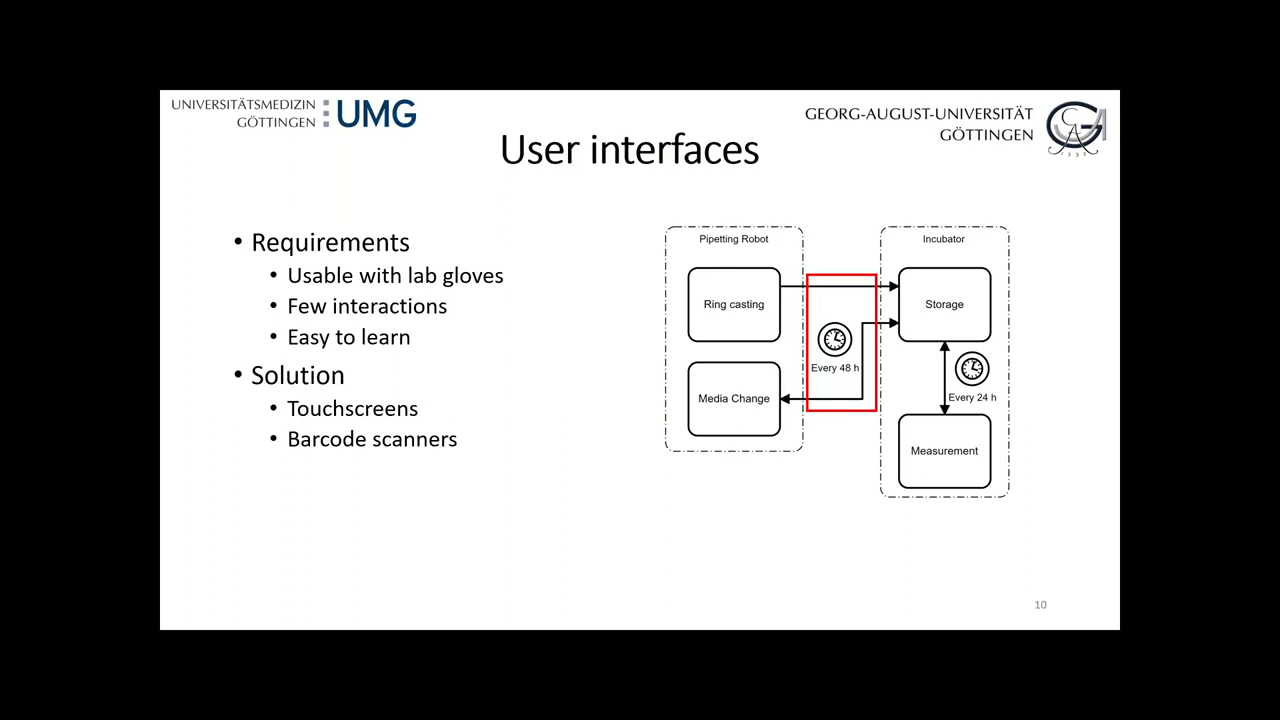 UNIVERSITÄTSMEDIZIN
GÖTTINGEN
UMG
GEORG-AUGUST-UNIVERSITÄT
GÖTTINGEN
User interfaces
• Requirements
• Usable with lab gloves
• Few interactions
• Easy to learn
• Solution
• Touchscreens
• Barcode scanners
Pipetting Robot
Ring casting
Media Change
Every 48 h
Incubator
Storage
Every 24 h
Measurement
10